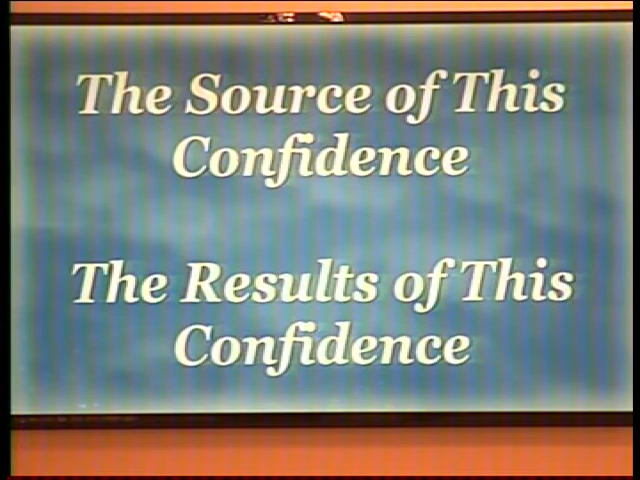 The Source of This
Confidence
The Results of This
Confidence